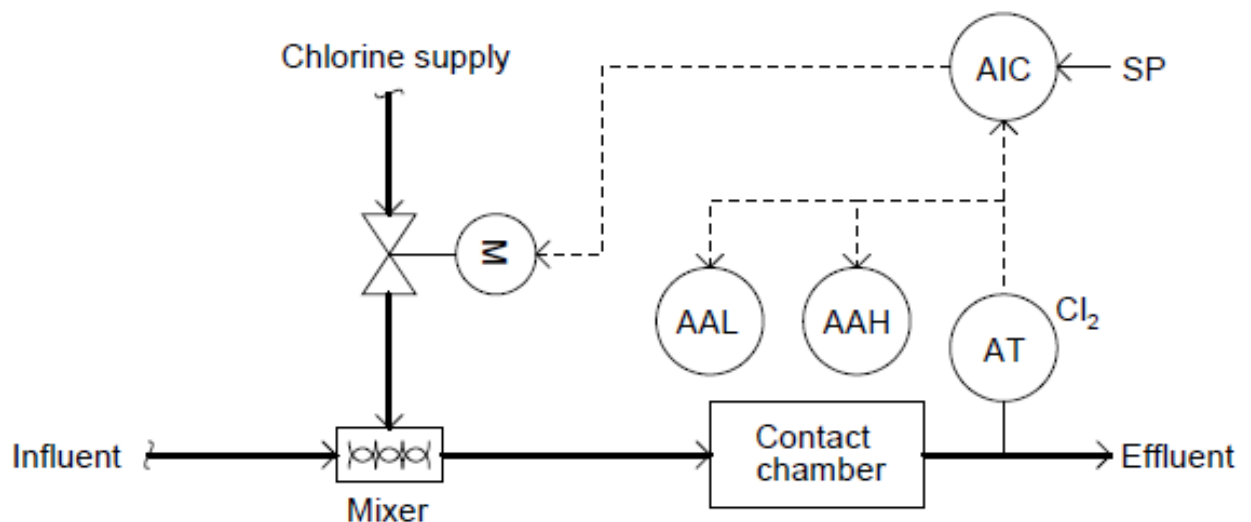 Chlorine supply
AIC
SP
M
AAL
AAH
AT
Cl₂
Influent
Mixer
Contact
chamber
Effluent